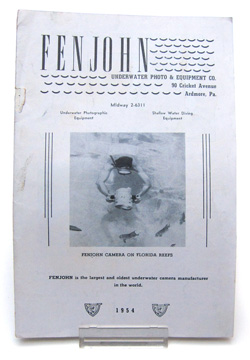 FENJOHN
UNDERWATER PHOTO & EQUIPMENT CO.
90 Cricket Avenue
Ardmore, Pa.
Midway 2-6311
Underwater Photographic
Equipment
Shallow Water Diving
Equipment
FENJOHN CAMERA ON FLORIDA REEFS
FENJOHN is the largest and oldest underwater camera manufacturer
in the world.
1954